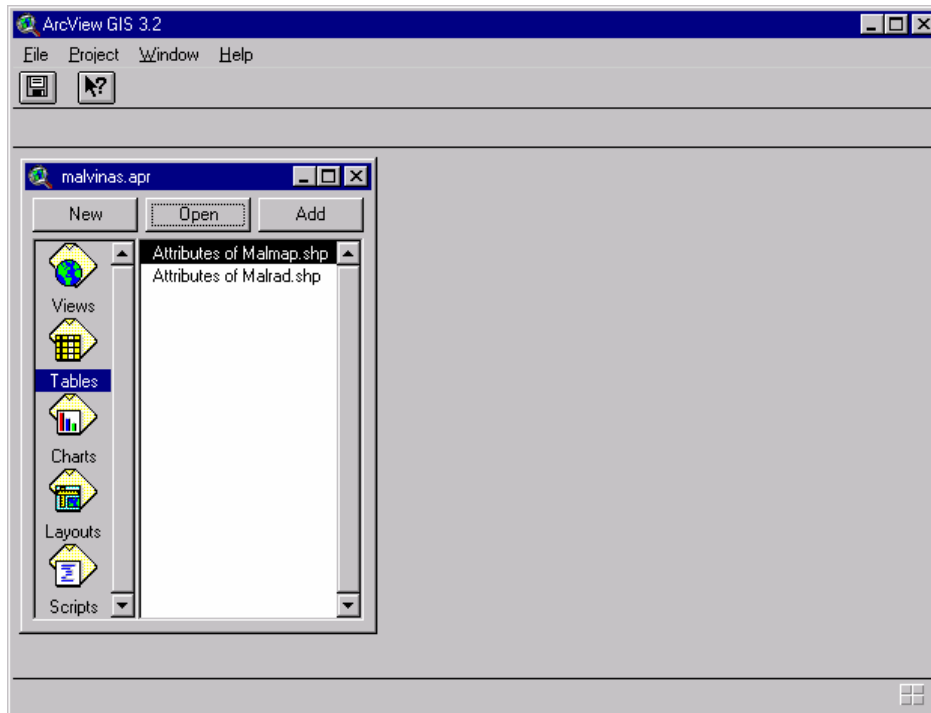 ArcView GIS 3.2
File Project Window Help
malvinas.apr
New Open Add
Attributes of Malmap.shp
Attributes of Malrad.shp
Views
Tables
Charts
Layouts
Scripts